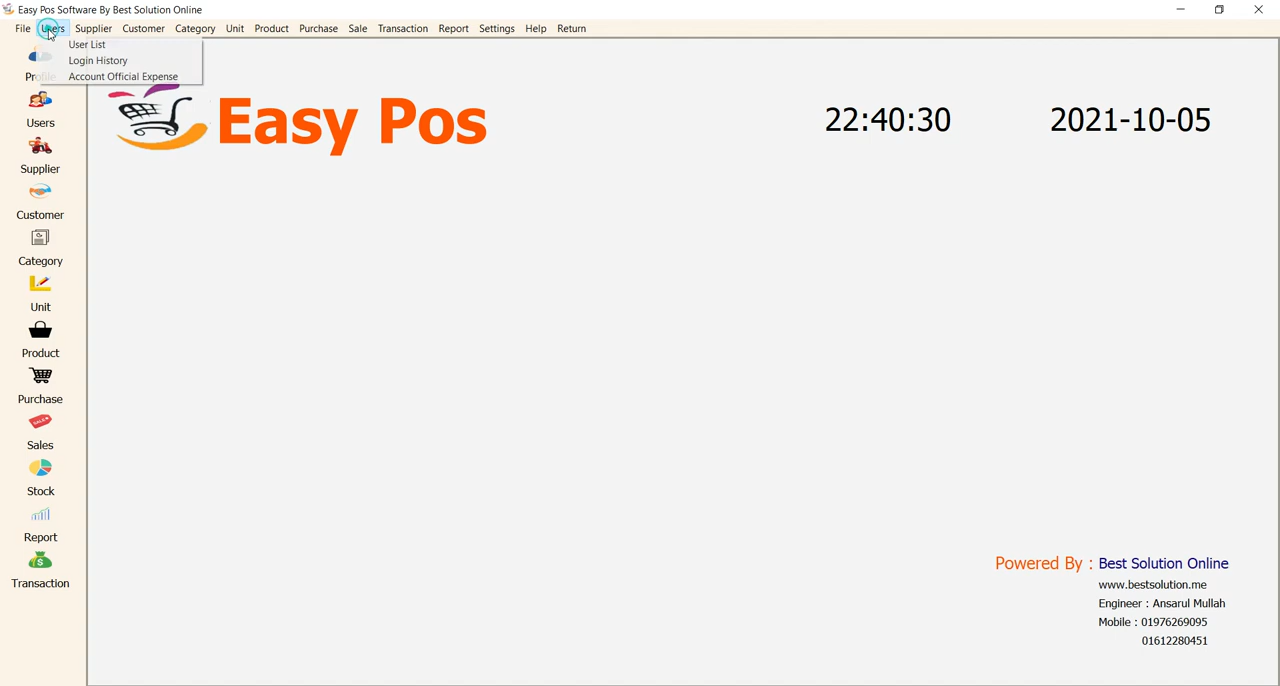 Easy Pos Software By Best Solution Online
File Users Supplier Customer Category Unit Product Purchase Sale Transaction Report Settings Help Return
User List
Login History
Account Official Expense
Profile
Users
Supplier
Customer
Category
Unit
Product
Purchase
Sales
Stock
Report
Transaction
Easy Pos
22:40:30 2021-10-05
Powered By : Best Solution Online
www.bestsolution.me
Engineer : Ansarul Mullah
Mobile : 01976269095
01612280451